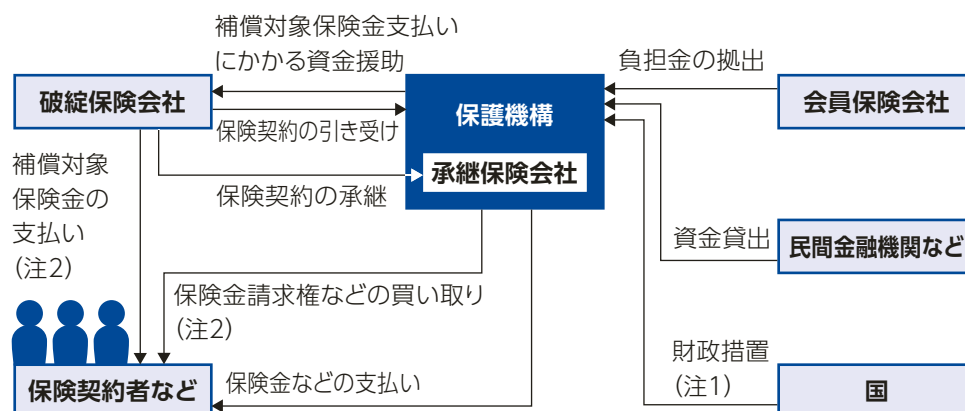 補償対象保険金支払い
にかかる資金援助
負担金の拠出
破綻保険会社
保護機構
会員保険会社
保険契約の引き受け
補償対象
保険金の
支払い
(注2)
承継保険会社
保険契約の承継
資金貸出
民間金融機関など
保険金請求権などの買い取り
(注2)
財政措置
(注1)
保険契約者など
保険金などの支払い
国